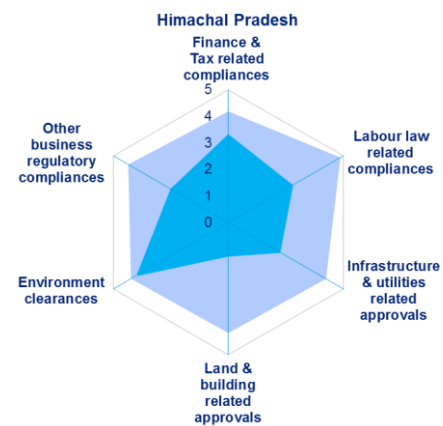 Himachal Pradesh
Finance &
Tax related
compliances
5
4
3
2
1
0
Labour law
related
compliances
Infrastructure
& utilities
related
approvals
Land &
building
related
approvals
Environment
clearances
Other
business
regulatory
compliances